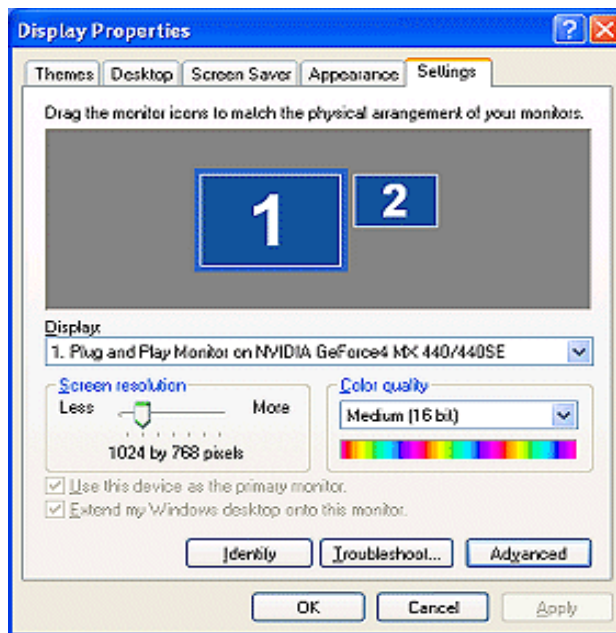 Display Properties
Themes Desktop Screen Saver Appearance Settings
Drag the monitor icons to match the physical arrangement of your monitors.
1 2
Display:
1. Plug and Play Monitor on NVIDIA GeForce4 MX 440/440SE
Screen resolution Color quality
Less More Medium (16 bit)
1024 by 768 pixels
Use this device as the primary monitor.
Extend my Windows desktop onto this monitor.
Identify Troubleshoot... Advanced
OK Cancel Apply